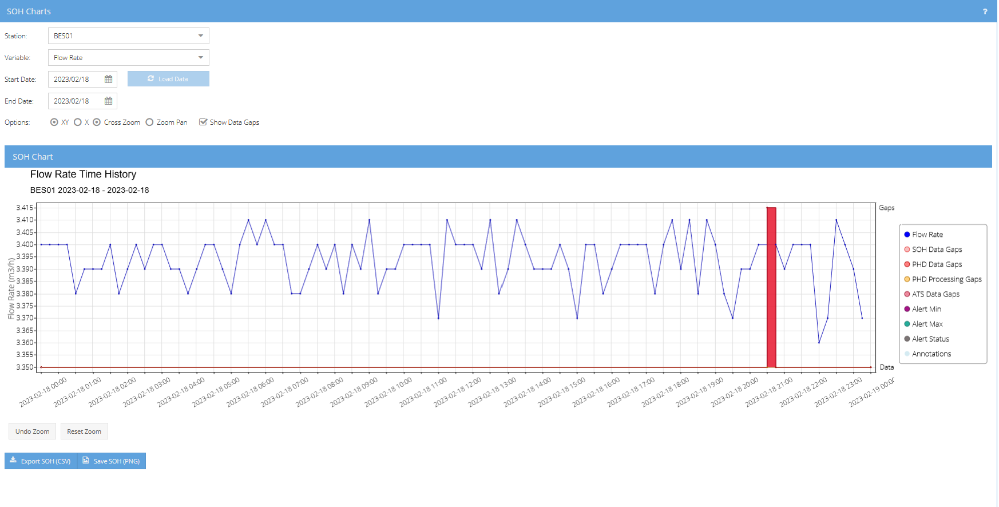 SOH Charts ?
Station: BES01
Variable: Flow Rate
Start Date: 2023/02/18 Load Data
End Date: 2023/02/18
Options: XY X Cross Zoom Zoom Pan Show Data Gaps
SOH Chart
Flow Rate Time History
BES01 2023-02-18 - 2023-02-18
Flow Rate (m3/h)
3.415
3.410
3.405
3.400
3.395
3.390
3.385
3.380
3.375
3.370
3.365
3.360
3.355
3.350
Gaps
Data
2023-02-18 00:00
2023-02-18 01:00
2023-02-18 02:00
2023-02-18 03:00
2023-02-18 04:00
2023-02-18 05:00
2023-02-18 06:00
2023-02-18 07:00
2023-02-18 08:00
2023-02-18 09:00
2023-02-18 10:00
2023-02-18 11:00
2023-02-18 12:00
2023-02-18 13:00
2023-02-18 14:00
2023-02-18 15:00
2023-02-18 16:00
2023-02-18 17:00
2023-02-18 18:00
2023-02-18 19:00
2023-02-18 20:00
2023-02-18 21:00
2023-02-18 22:00
2023-02-18 23:00
2023-02-19 00:00
Flow Rate
SOH Data Gaps
PHD Data Gaps
PHD Processing Gaps
ATS Data Gaps
Alert Min
Alert Max
Alert Status
Annotations
Undo Zoom Reset Zoom
Export SOH (CSV) Save SOH (PNG)